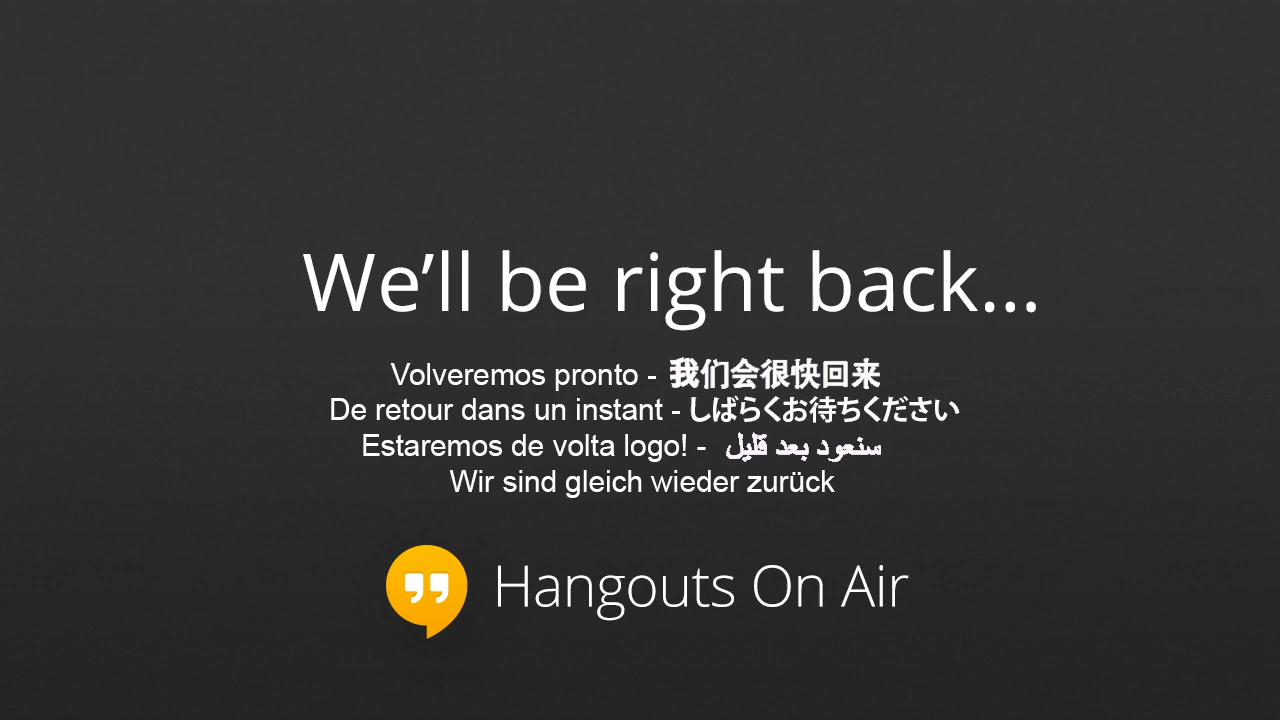 We’ll be right back...
Volveremos pronto - 我们会很快回来
De retour dans un instant - しばらくお待ちください
Estaremos de volta logo! - سنعود بعد قليل
Wir sind gleich wieder zurück
Hangouts On Air